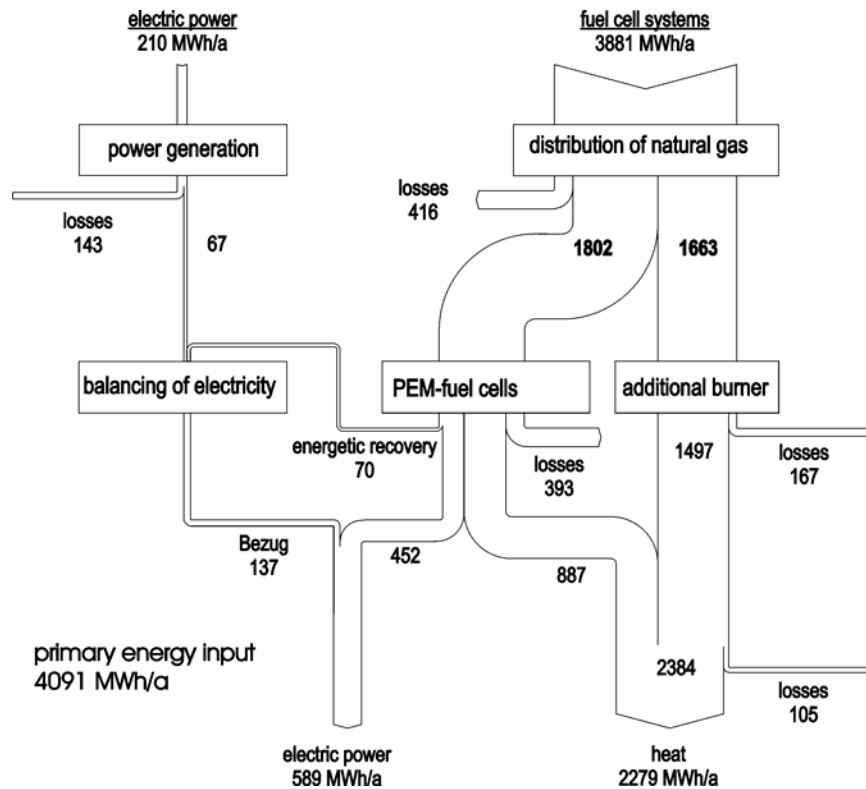 electric power
210 MWh/a
fuel cell systems
3881 MWh/a
power generation
distribution of natural gas
losses
143
67
losses
416
1802
1663
balancing of electricity
PEM-fuel cells
additional burner
energetic recovery
70
losses
393
1497
losses
167
Bezug
137
452
887
primary energy input
4091 MWh/a
2384
losses
105
electric power
589 MWh/a
heat
2279 MWh/a